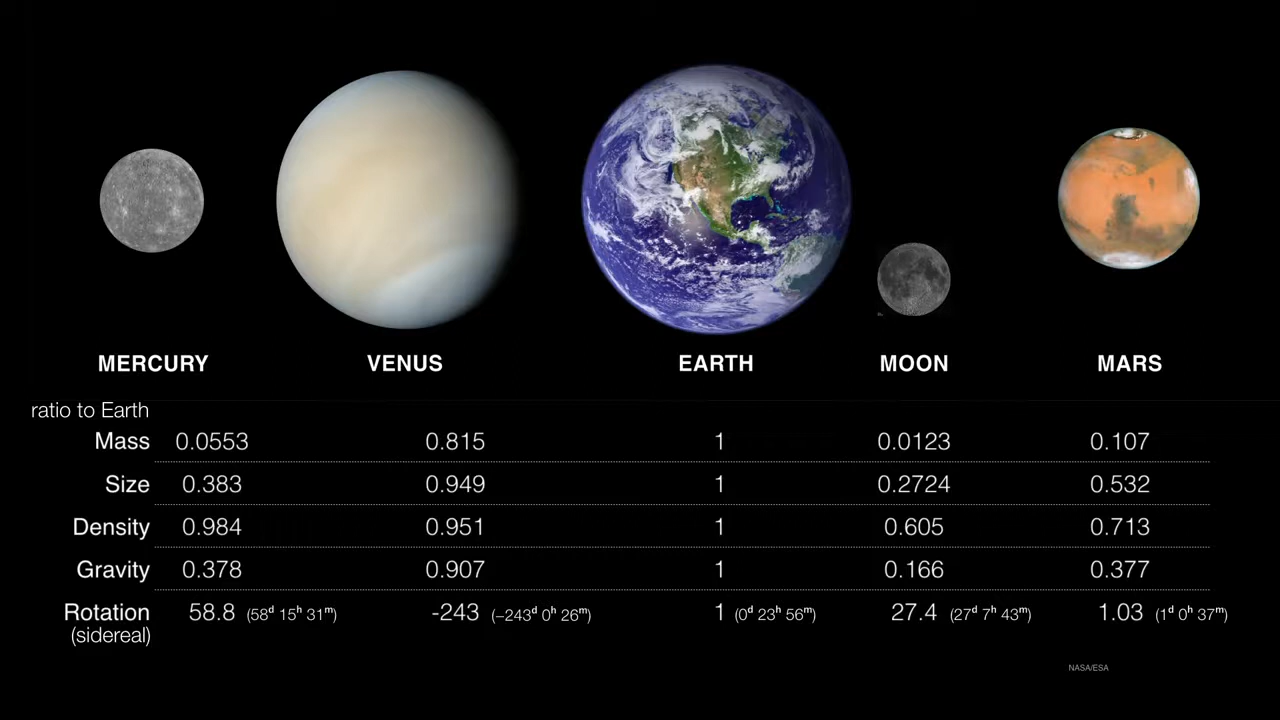 MERCURY VENUS EARTH MOON MARS
ratio to Earth
Mass 0.0553 0.815 1 0.0123 0.107
Size 0.383 0.949 1 0.2724 0.532
Density 0.984 0.951 1 0.605 0.713
Gravity 0.378 0.907 1 0.166 0.377
Rotation 58.8 (58ᵈ 15ʰ 31ᵐ) -243 (–243ᵈ 0ʰ 26ᵐ) 1 (0ᵈ 23ʰ 56ᵐ) 27.4 (27ᵈ 7ʰ 43ᵐ) 1.03 (1ᵈ 0ʰ 37ᵐ)
(sidereal)
NASA/ESA